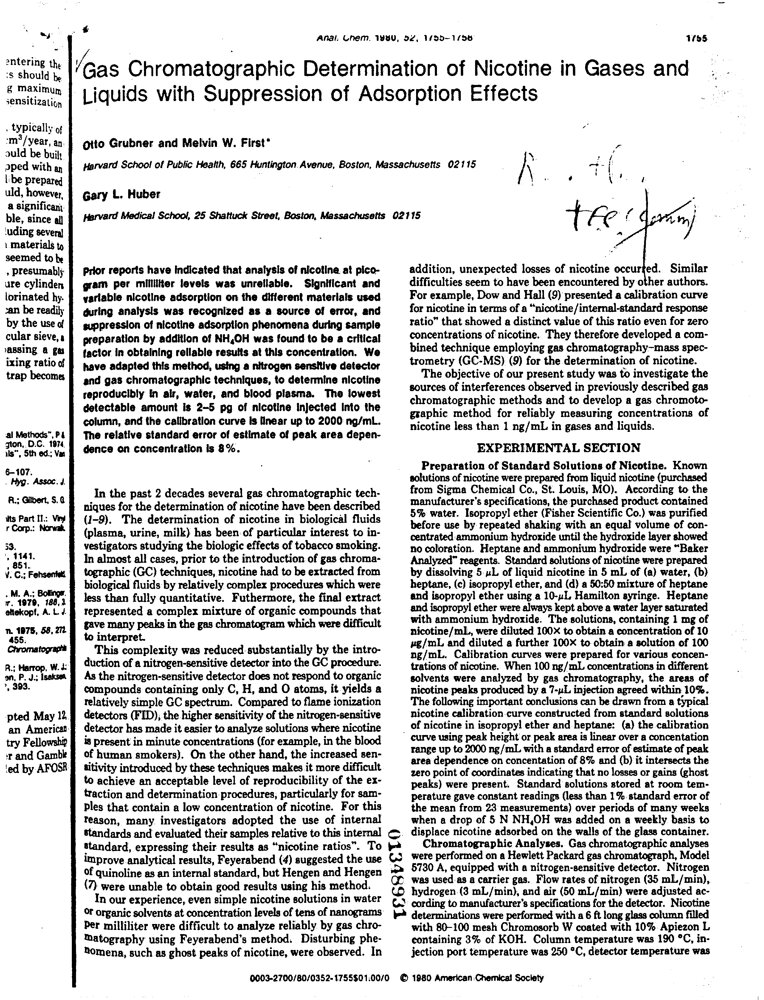 Anal. Chem. 1980, 52, 1755-1758
1755
entering the
s should be
g maximum
sensitization
typically of
m³/year, an
ould be built
pped with an
l be prepared
uld, however,
a significant
ble, since all
uding several
materials to
seemed to be
, presumably
ure cylinders
lorinated hy-
can be readily
by the use of
cular sieve, a
passing a gas
ixing ratio of
trap becomes
al Methods", P &
gton, D.C. 1974.
is", 5th ed.; Van
6-107.
Hyg. Assoc. J.
R.; Gilbert, S. G.
its Part II.: Viny
r Corp.: Norwalk
53.
, 1141.
, 851.
V. C.; Fehsenfeld
. M. A.; Bollinger.
r. 1979, 188,
eltekopf, A. L. J.
n. 1975, 58, 272
455.
Chromatograph
R.; Harrop, W. J.
on, P. J.; Isaksen
, 393.
pted May 12
an American
try Fellowship
r and Gamble
ted by AFOSR
Gas Chromatographic Determination of Nicotine in Gases and
Liquids with Suppression of Adsorption Effects
Otto Grubner and Melvin W. First*
Harvard School of Public Health, 665 Huntington Avenue, Boston, Massachusetts 02115
Gary L. Huber
Harvard Medical School, 25 Shattuck Street, Boston, Massachusetts 02115
Prior reports have indicated that analysis of nicotine at pico-
gram per milliliter levels was unreliable. Significant and
variable nicotine adsorption on the different materials used
during analysis was recognized as a source of error, and
suppression of nicotine adsorption phenomena during sample
preparation by addition of NH₄OH was found to be a critical
factor in obtaining reliable results at this concentration. We
have adapted this method, using a nitrogen sensitive detector
and gas chromatographic techniques, to determine nicotine
reproducibly in air, water, and blood plasma. The lowest
detectable amount is 2-5 pg of nicotine injected into the
column, and the calibration curve is linear up to 2000 ng/mL.
The relative standard error of estimate of peak area depen-
dence on concentration is 8%.
In the past 2 decades several gas chromatographic tech-
niques for the determination of nicotine have been described
(1-9). The determination of nicotine in biological fluids
(plasma, urine, milk) has been of particular interest to in-
vestigators studying the biologic effects of tobacco smoking.
In almost all cases, prior to the introduction of gas chroma-
tographic (GC) techniques, nicotine had to be extracted from
biological fluids by relatively complex procedures which were
less than fully quantitative. Futhermore, the final extract
represented a complex mixture of organic compounds that
gave many peaks in the gas chromatogram which were difficult
to interpret.
This complexity was reduced substantially by the intro-
duction of a nitrogen-sensitive detector into the GC procedure.
As the nitrogen-sensitive detector does not respond to organic
compounds containing only C, H, and O atoms, it yields a
relatively simple GC spectrum. Compared to flame ionization
detectors (FID), the higher sensitivity of the nitrogen-sensitive
detector has made it easier to analyze solutions where nicotine
is present in minute concentrations (for example, in the blood
of human smokers). On the other hand, the increased sen-
sitivity introduced by these techniques makes it more difficult
to achieve an acceptable level of reproducibility of the ex-
traction and determination procedures, particularly for sam-
ples that contain a low concentration of nicotine. For this
reason, many investigators adopted the use of internal
standards and evaluated their samples relative to this internal
standard, expressing their results as "nicotine ratios". To
improve analytical results, Feyerabend (4) suggested the use
of quinoline as an internal standard, but Hengen and Hengen
(7) were unable to obtain good results using his method.
In our experience, even simple nicotine solutions in water
or organic solvents at concentration levels of tens of nanograms
per milliliter were difficult to analyze reliably by gas chro-
matography using Feyerabend's method. Disturbing phe-
nomena, such as ghost peaks of nicotine, were observed. In
addition, unexpected losses of nicotine occurred. Similar
difficulties seem to have been encountered by other authors.
For example, Dow and Hall (9) presented a calibration curve
for nicotine in terms of a "nicotine/internal-standard response
ratio" that showed a distinct value of this ratio even for zero
concentrations of nicotine. They therefore developed a com-
bined technique employing gas chromatography-mass spec-
trometry (GC-MS) (9) for the determination of nicotine.
The objective of our present study was to investigate the
sources of interferences observed in previously described gas
chromatographic methods and to develop a gas chromoto-
graphic method for reliably measuring concentrations of
nicotine less than 1 ng/mL in gases and liquids.
EXPERIMENTAL SECTION
Preparation of Standard Solutions of Nicotine. Known
solutions of nicotine were prepared from liquid nicotine (purchased
from Sigma Chemical Co., St. Louis, MO). According to the
manufacturer's specifications, the purchased product contained
5% water. Isopropyl ether (Fisher Scientific Co.) was purified
before use by repeated shaking with an equal volume of con-
centrated ammonium hydroxide until the hydroxide layer showed
no coloration. Heptane and ammonium hydroxide were "Baker
Analyzed" reagents. Standard solutions of nicotine were prepared
by dissolving 5 μL of liquid nicotine in 5 mL of (a) water, (b)
heptane, (c) isopropyl ether, and (d) a 50:50 mixture of heptane
and isopropyl ether using a 10-μL Hamilton syringe. Heptane
and isopropyl ether were always kept above a water layer saturated
with ammonium hydroxide. The solutions, containing 1 mg of
nicotine/mL, were diluted 100X to obtain a concentration of 10
μg/mL and diluted a further 100X to obtain a solution of 100
ng/mL. Calibration curves were prepared for various concen-
trations of nicotine. When 100 ng/mL concentrations in different
solvents were analyzed by gas chromatography, the areas of
nicotine peaks produced by a 7-μL injection agreed within 10%.
The following important conclusions can be drawn from a typical
nicotine calibration curve constructed from standard solutions
of nicotine in isopropyl ether and heptane: (a) the calibration
curve using peak height or peak area is linear over a concentation
range up to 2000 ng/mL with a standard error of estimate of peak
area dependence on concentation of 8% and (b) it intersects the
zero point of coordinates indicating that no losses or gains (ghost
peaks) were present. Standard solutions stored at room tem-
perature gave constant readings (less than 1% standard error of
the mean from 23 measurements) over periods of many weeks
when a drop of 5 N NH₄OH was added on a weekly basis to
displace nicotine adsorbed on the walls of the glass container.
Chromatographic Analyses. Gas chromatographic analyses
were performed on a Hewlett Packard gas chromatograph, Model
5730 A, equipped with a nitrogen-sensitive detector. Nitrogen
was used as a carrier gas. Flow rates of nitrogen (35 mL/min),
hydrogen (3 mL/min), and air (50 mL/min) were adjusted ac-
cording to manufacturer's specifications for the detector. Nicotine
determinations were performed with a 6 ft long glass column filled
with 80-100 mesh Chromosorb W coated with 10% Apiezon L
containing 3% of KOH. Column temperature was 190 °C, in-
jection port temperature was 250 °C, detector temperature was
01348931
0003-2700/80/0352-1755$01.00/0 © 1980 American Chemical Society